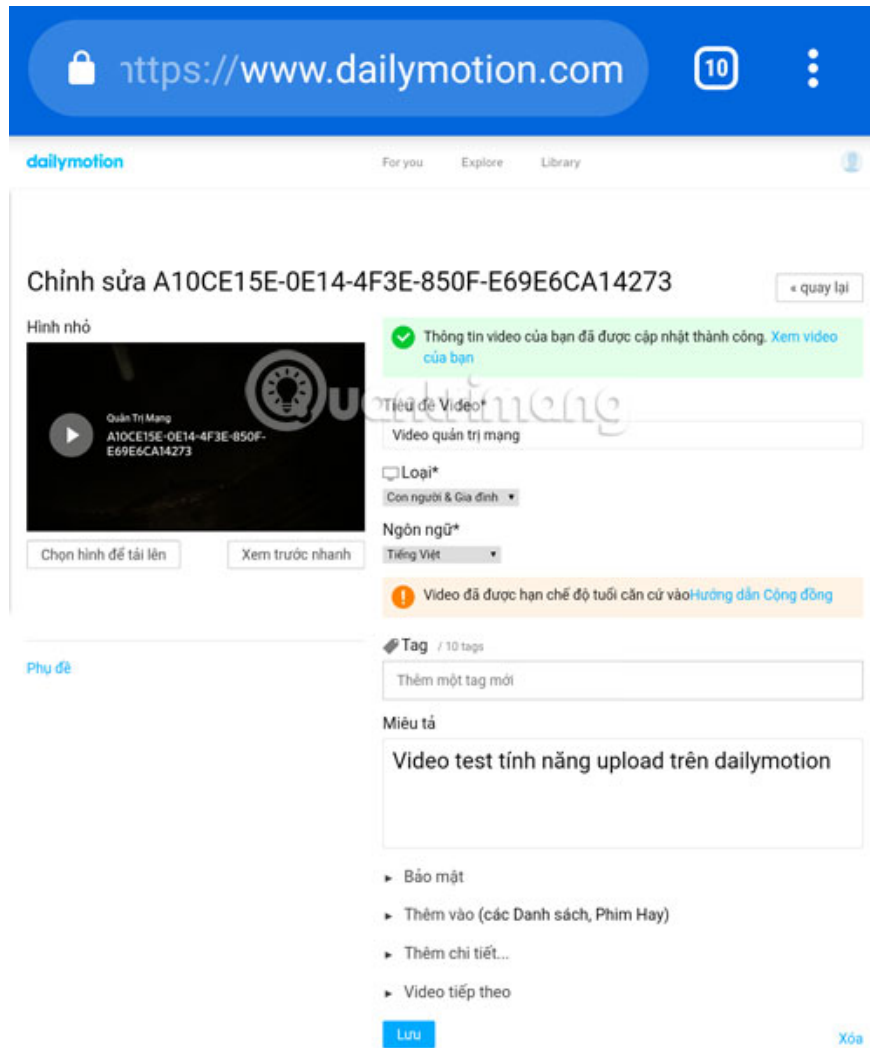 https://www.dailymotion.com
10
dailymotion
For you
Explore
Library
Chỉnh sửa A10CE15E-0E14-4F3E-850F-E69E6CA14273
« quay lại
Hình nhỏ
Quản Trị Mạng
A10CE15E-0E14-4F3E-850F-
E69E6CA14273
Chọn hình để tải lên
Xem trước nhanh
Phụ đề
Thông tin video của bạn đã được cập nhật thành công. Xem video
của bạn
Quantrimang
Tiêu đề Video*
Video quản trị mạng
Loại*
Con người & Gia đình
Ngôn ngữ*
Tiếng Việt
Video đã được hạn chế độ tuổi căn cứ vàoHướng dẫn Cộng đồng
Tag / 10 tags
Thêm một tag mới
Miêu tả
Video test tính năng upload trên dailymotion
Bảo mật
Thêm vào (các Danh sách, Phim Hay)
Thêm chi tiết...
Video tiếp theo
Lưu
Xóa